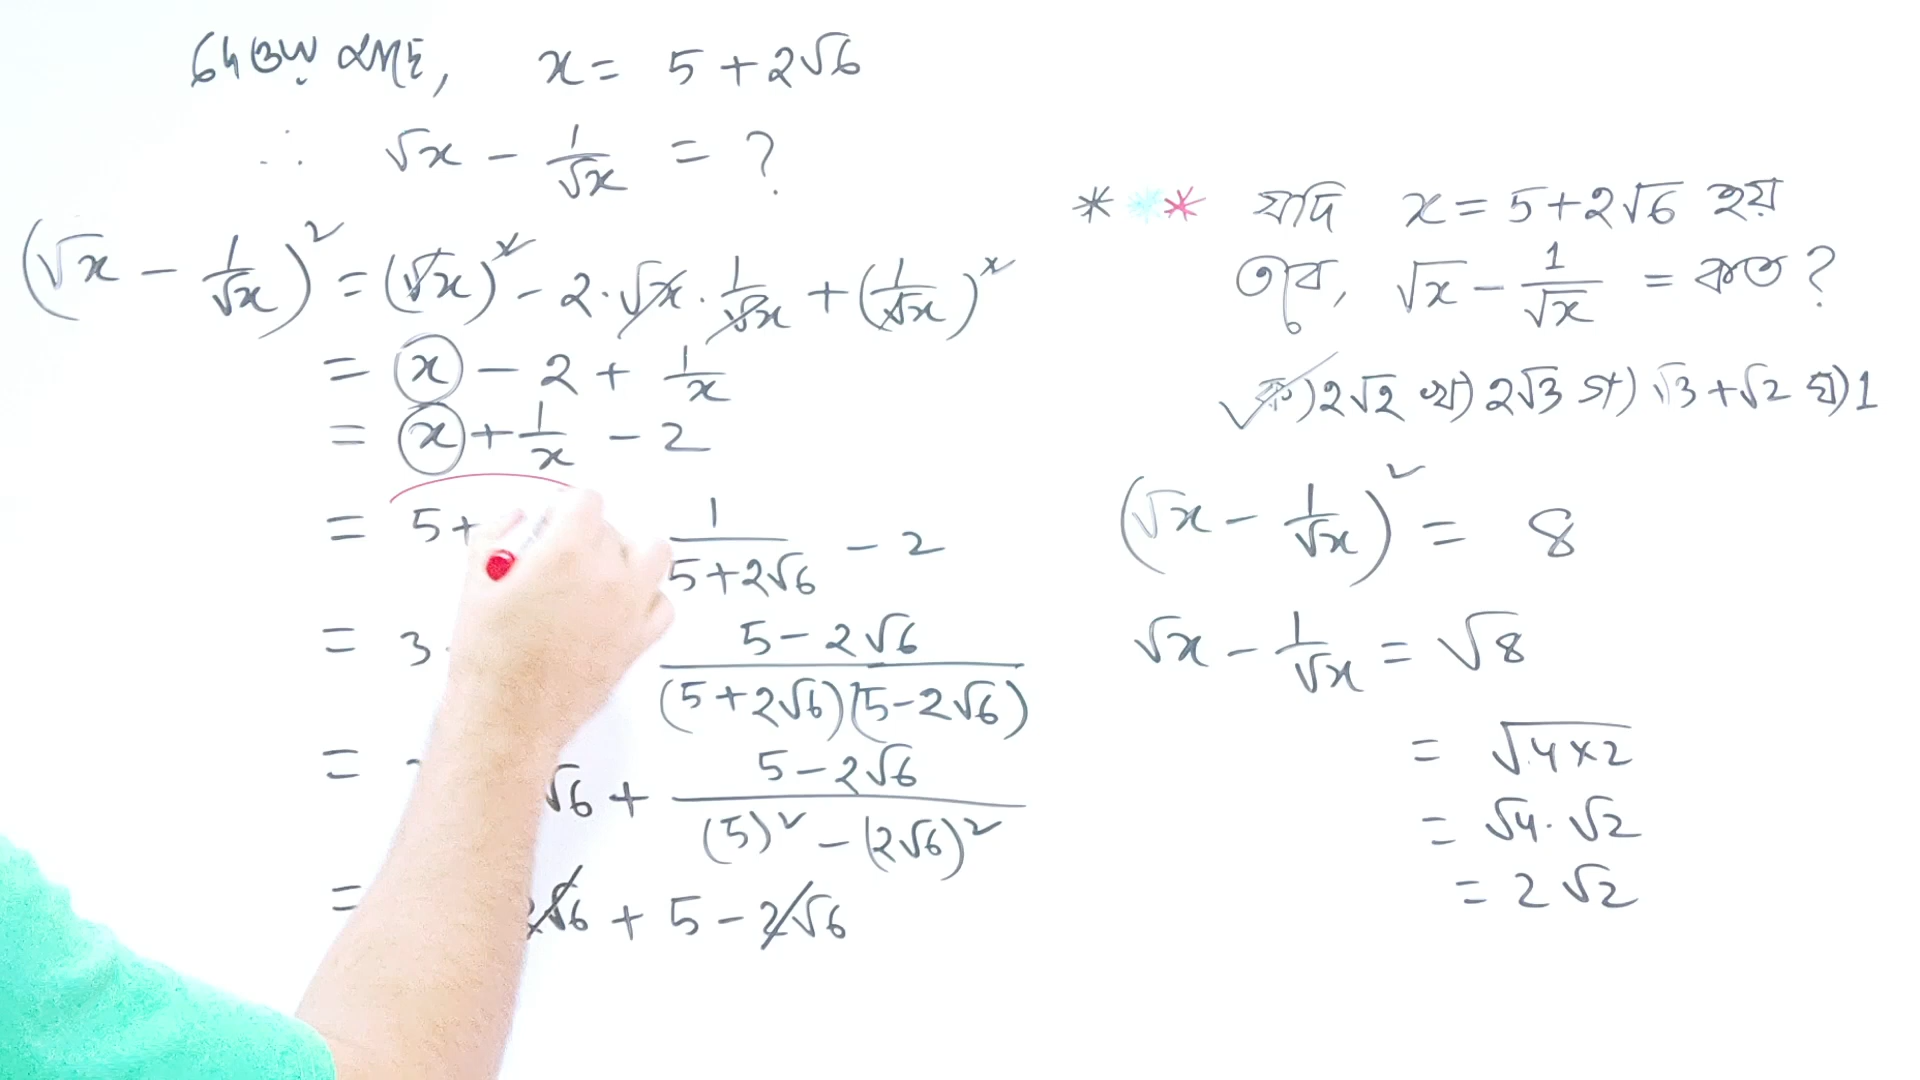 দেওয়া আছে, x = 5 + 2√6
∴ √x − 1/√x = ?
(√x − 1/√x)² = (√x)² − 2·√x·1/√x + (1/√x)²
= x − 2 + 1/x
= x + 1/x − 2
= 5+ 1/(5+2√6) − 2
= 3 (5 − 2√6)/((5+2√6)(5−2√6))
= √6 + (5 − 2√6)/((5)² − (2√6)²)
= 2√6 + 5 − 2√6
* * * যদি x = 5+2√6 হয়
তবে, √x − 1/√x = কত ?
ক) 2√2 খ) 2√3 গ) √3 + √2 ঘ) 1
(√x − 1/√x)² = 8
√x − 1/√x = √8
= √4×2
= √4·√2
= 2√2